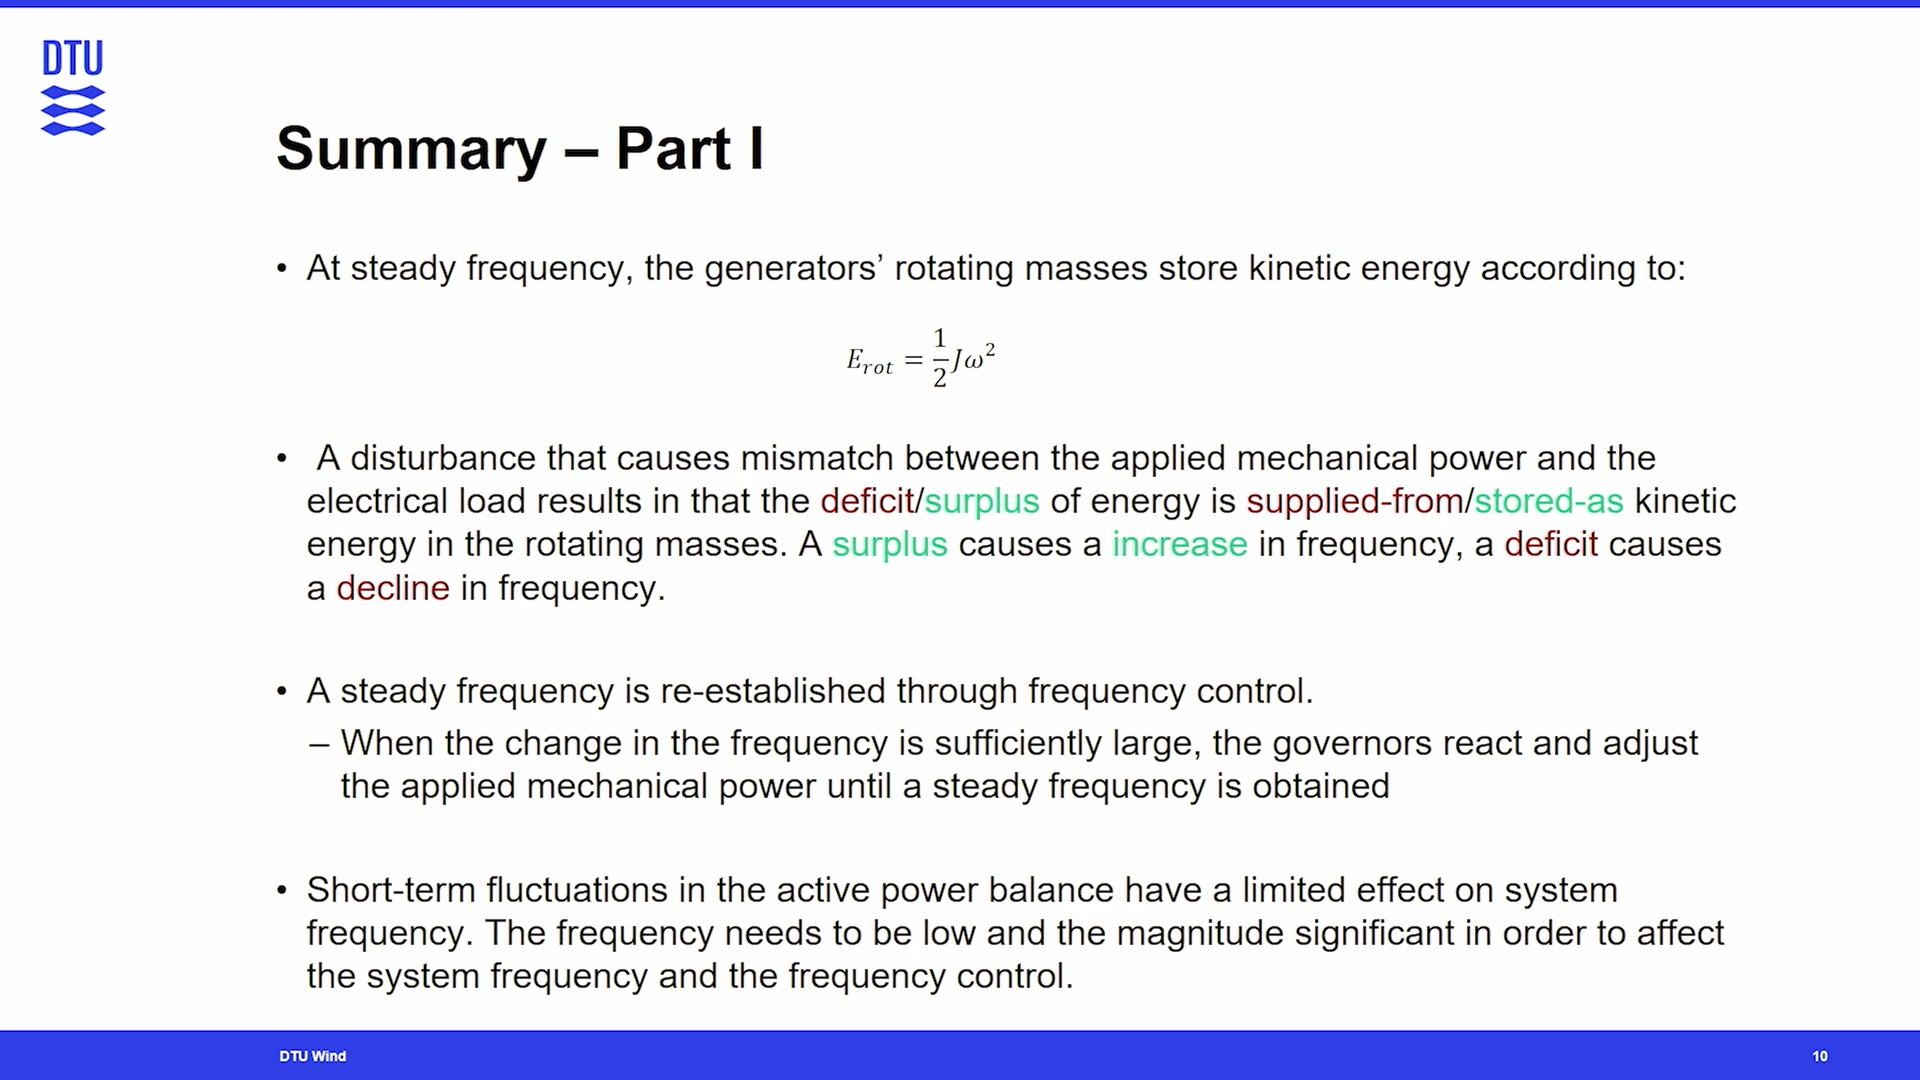 DTU
Summary – Part I
• At steady frequency, the generators’ rotating masses store kinetic energy according to:
E_rot = 1/2 Jω²
• A disturbance that causes mismatch between the applied mechanical power and the
electrical load results in that the deficit/surplus of energy is supplied-from/stored-as kinetic
energy in the rotating masses. A surplus causes a increase in frequency, a deficit causes
a decline in frequency.
• A steady frequency is re-established through frequency control.
– When the change in the frequency is sufficiently large, the governors react and adjust
the applied mechanical power until a steady frequency is obtained
• Short-term fluctuations in the active power balance have a limited effect on system
frequency. The frequency needs to be low and the magnitude significant in order to affect
the system frequency and the frequency control.
DTU Wind
10